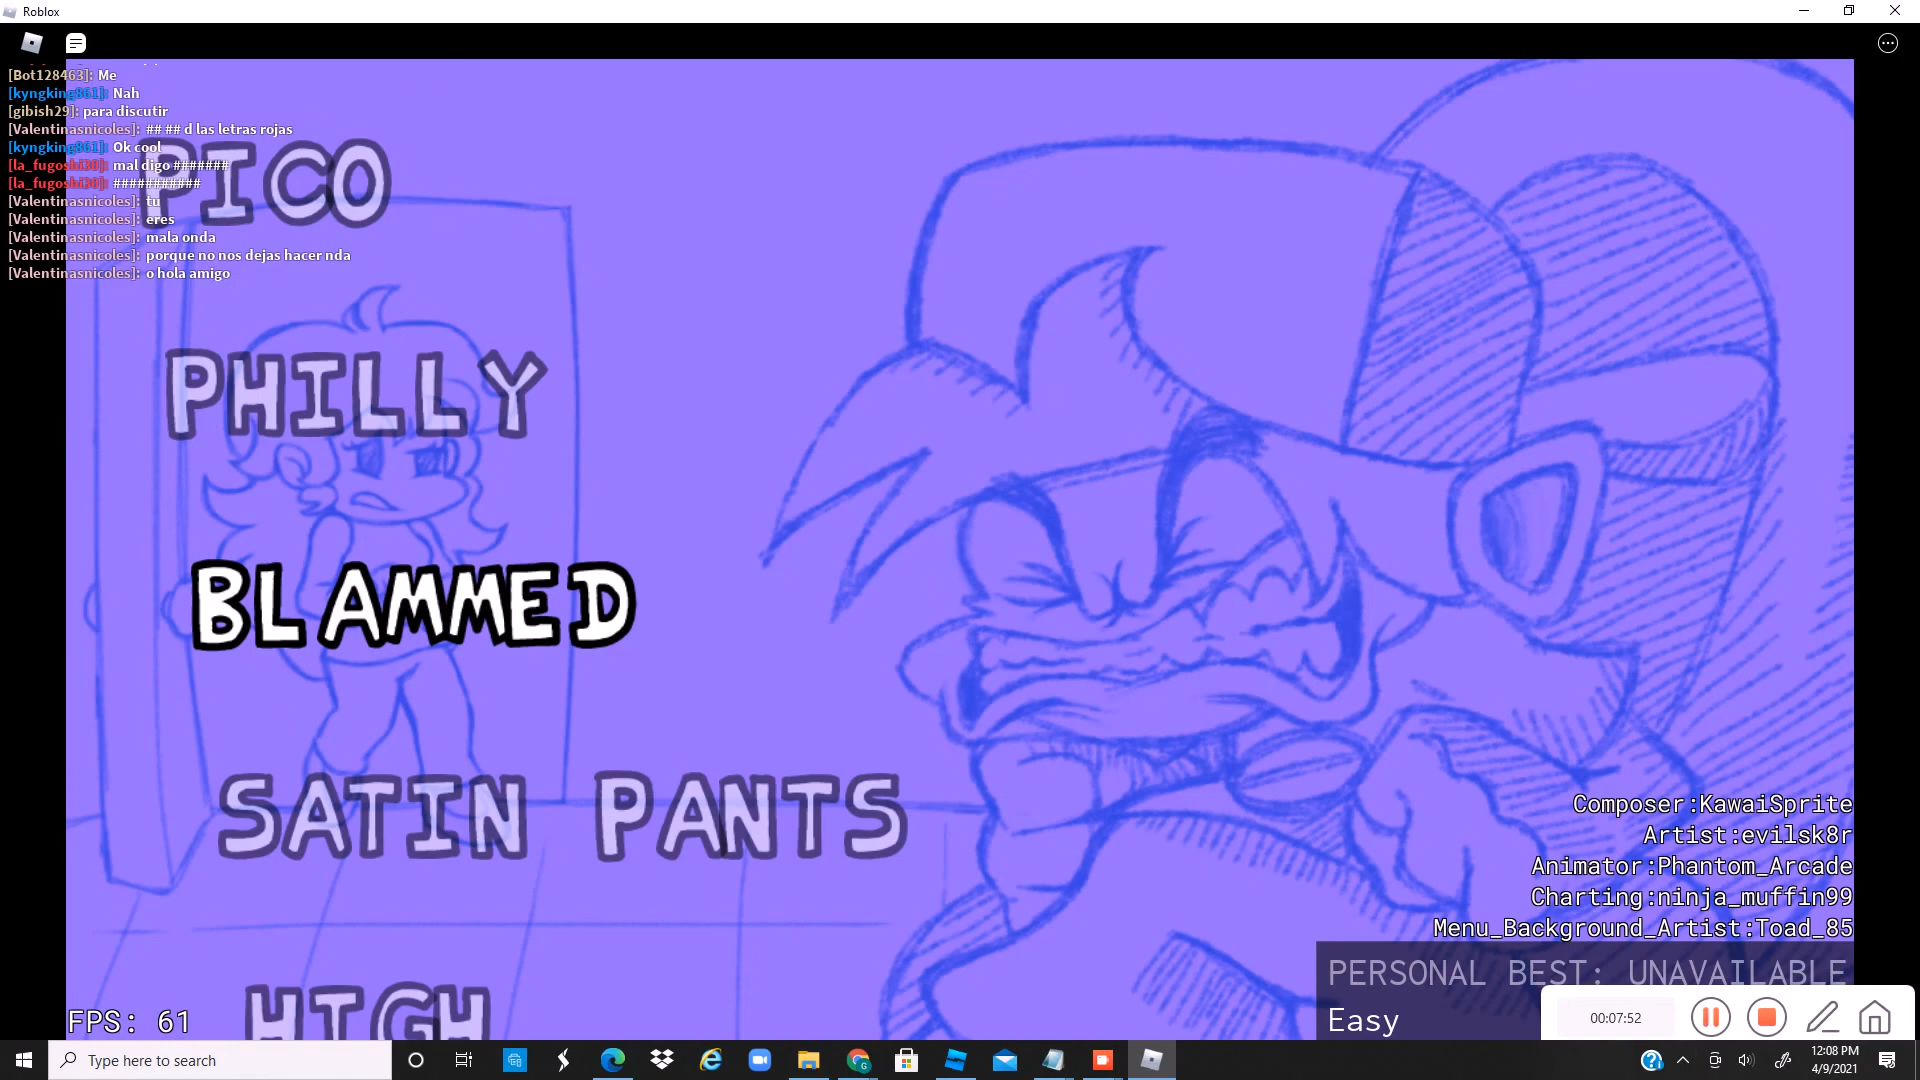 Roblox
[Bot128463]: Me
[kyngking861]: Nah
[gibish29]: para discutir
[Valentinasnicoles]: ## ## d las letras rojas
[kyngking861]: Ok cool
[la_fugoshi30]: mal digo #######
[la_fugoshi30]: ###########
[Valentinasnicoles]: tu
[Valentinasnicoles]: eres
[Valentinasnicoles]: mala onda
[Valentinasnicoles]: porque no nos dejas hacer nda
[Valentinasnicoles]: o hola amigo
PICO
PHILLY
BLAMMED
SATIN PANTS
HIGH
Composer:KawaiSprite
Artist:evilsk8r
Animator:Phantom_Arcade
Charting:ninja_muffin99
Menu_Background_Artist:Toad_85
PERSONAL BEST: UNAVAILABLE
Easy
FPS: 61
00:07:52
Type here to search
12:08 PM
4/9/2021